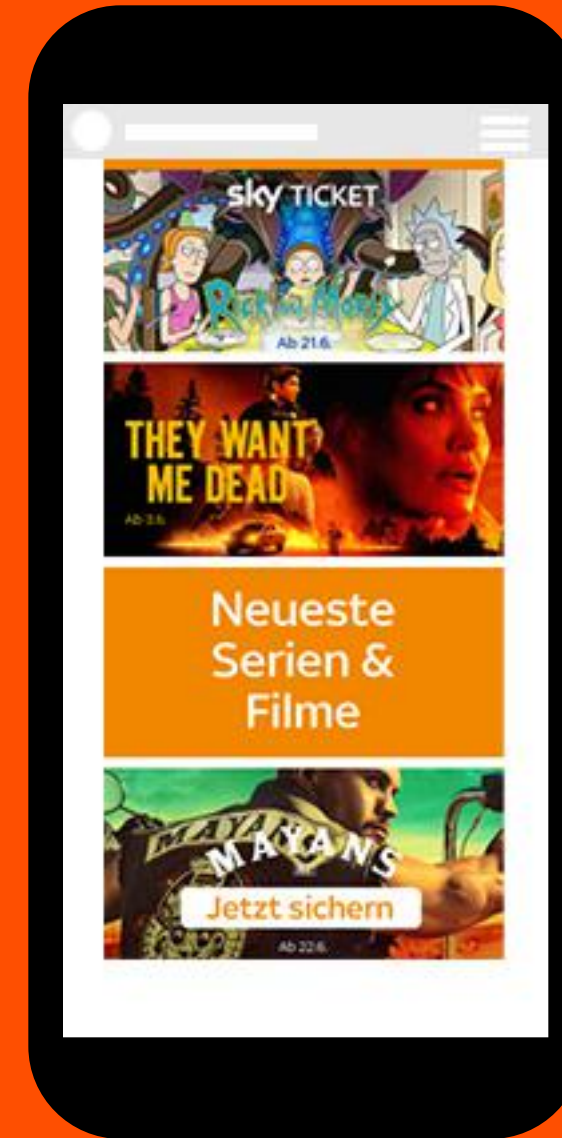 sky TICKET
RICK and MORTY
Ab 21.6.
THEY WANT
ME DEAD
Ab 3.6.
Neueste
Serien &
Filme
MAYANS
MAYANS
Jetzt sichern
Ab 22.6.